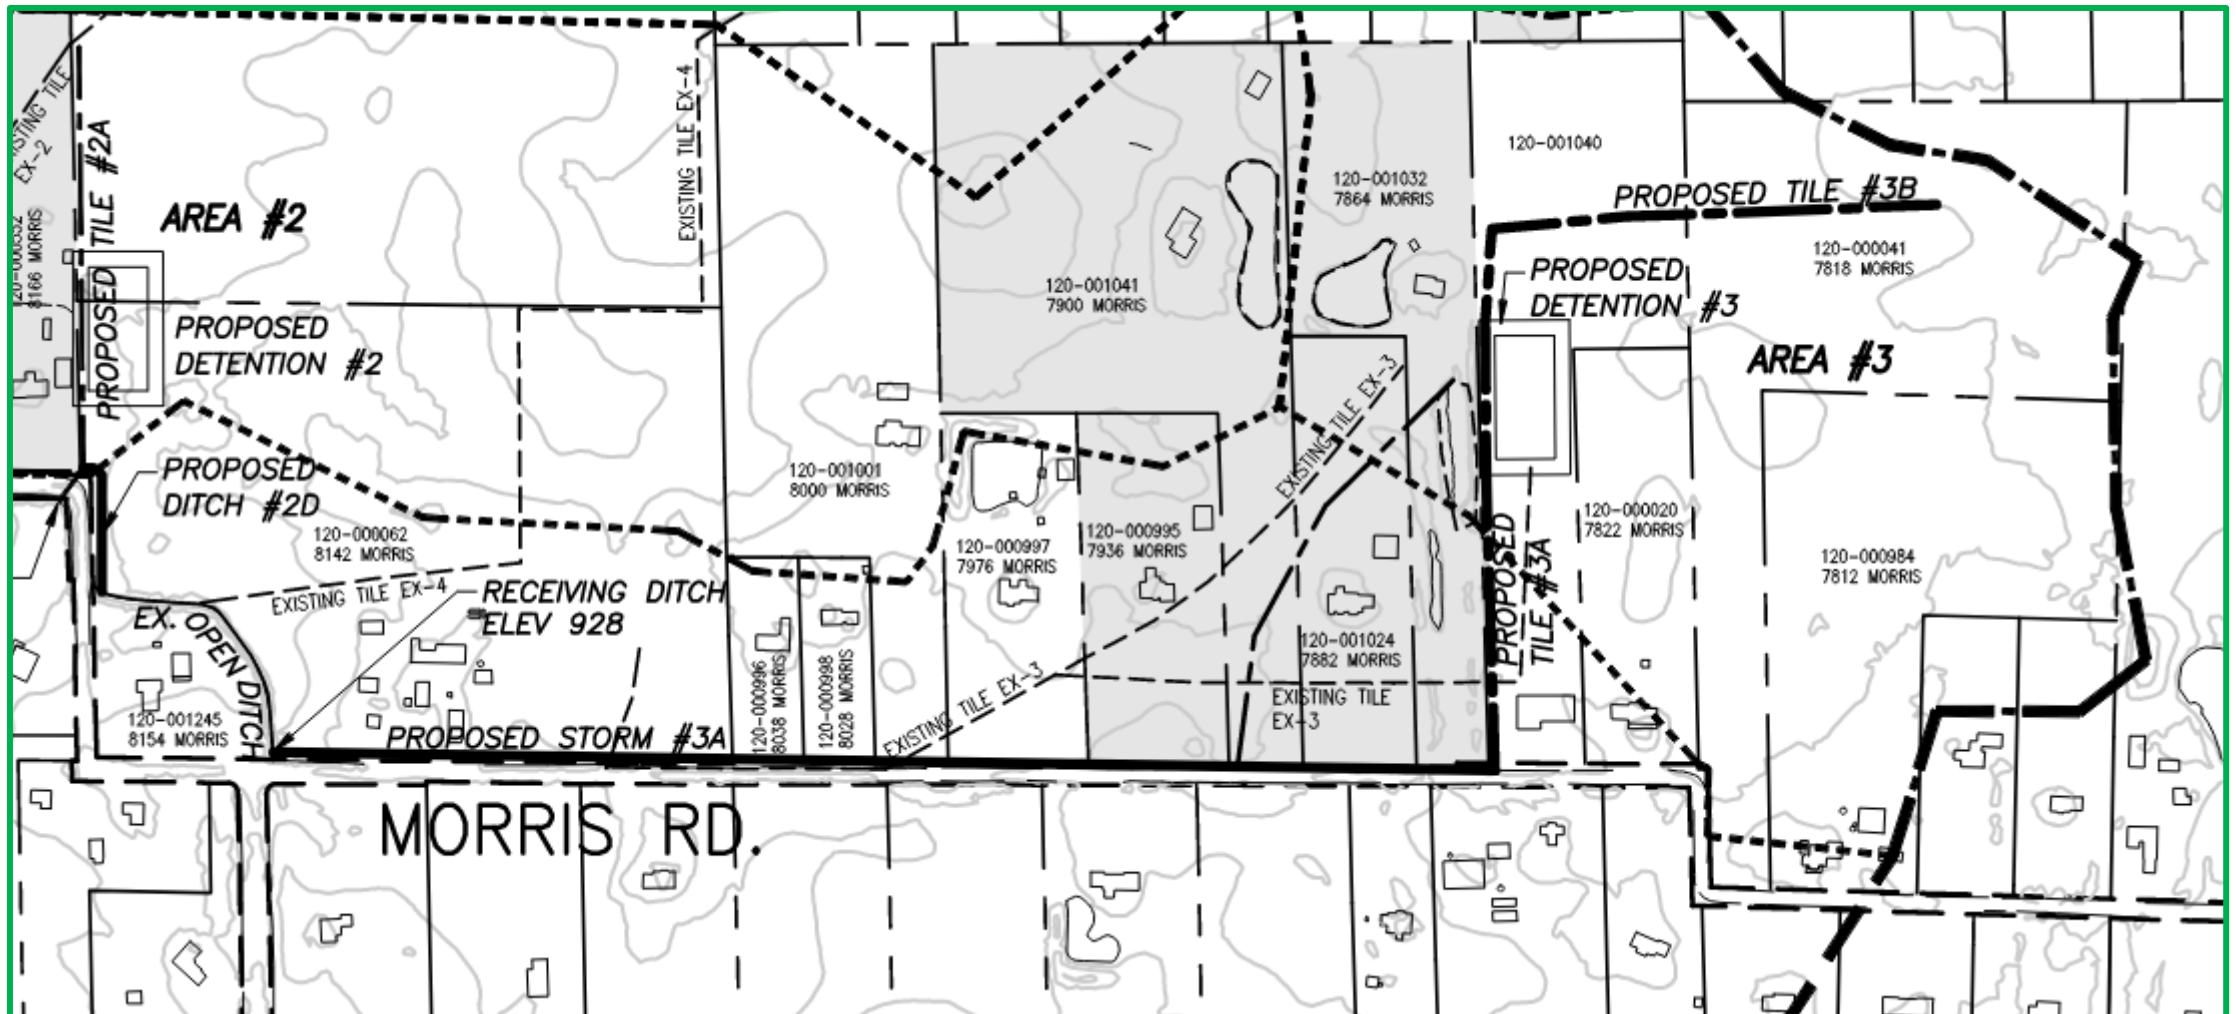 EXISTING TILE
EX-2
120-000552
8166 MORRIS
PROPOSED TILE #2A
AREA #2
EXISTING TILE EX-4
PROPOSED
DETENTION #2
PROPOSED
DITCH #2D
120-000062
8142 MORRIS
EXISTING TILE EX-4
EX. OPEN DITCH
RECEIVING DITCH
ELEV 928
120-001245
8154 MORRIS
PROPOSED STORM #3A
120-000996
8038 MORRIS
120-000998
8028 MORRIS
120-001001
8000 MORRIS
120-001041
7900 MORRIS
120-001032
7864 MORRIS
120-001040
PROPOSED TILE #3B
120-000041
7818 MORRIS
PROPOSED
DETENTION #3
AREA #3
EXISTING TILE EX-3
120-000997
7976 MORRIS
120-000995
7936 MORRIS
120-001024
7882 MORRIS
EXISTING TILE EX-3
EXISTING TILE
EX-3
PROPOSED
TILE #3A
120-000020
7822 MORRIS
120-000984
7812 MORRIS
MORRIS RD.